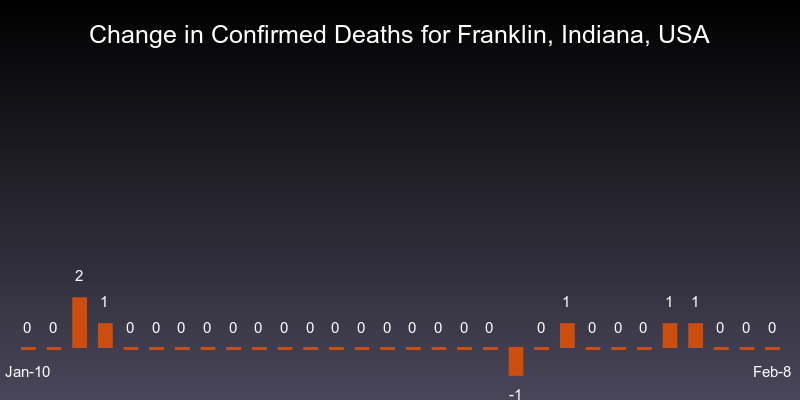 Change in Confirmed Deaths for Franklin, Indiana, USA
0 0 2 1 0 0 0 0 0 0 0 0 0 0 0 0 0 0 0 -1 0 1 0 0 0 1 1 0 0 0
Jan-10 Feb-8